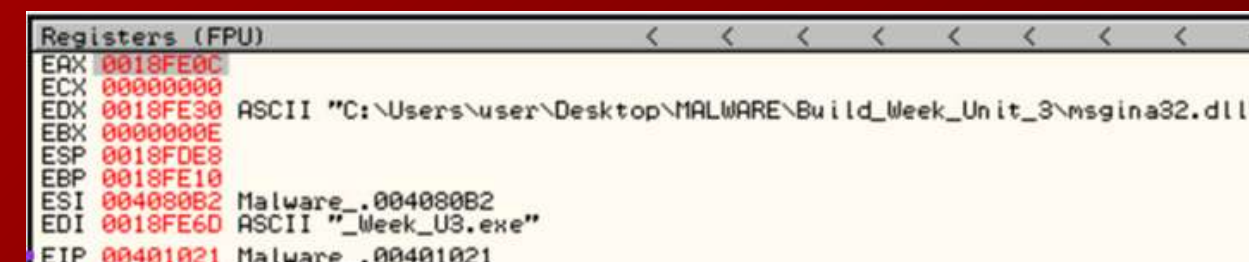 Registers (FPU) < < < < < < < <
EAX 0018FE0C
ECX 00000000
EDX 0018FE30 ASCII "C:\Users\user\Desktop\MALWARE\Build_Week_Unit_3\msgina32.dll
EBX 0000000E
ESP 0018FDE8
EBP 0018FE10
ESI 004080B2 Malware_.004080B2
EDI 0018FE6D ASCII "_Week_U3.exe"
EIP 00401021 Malware_.00401021